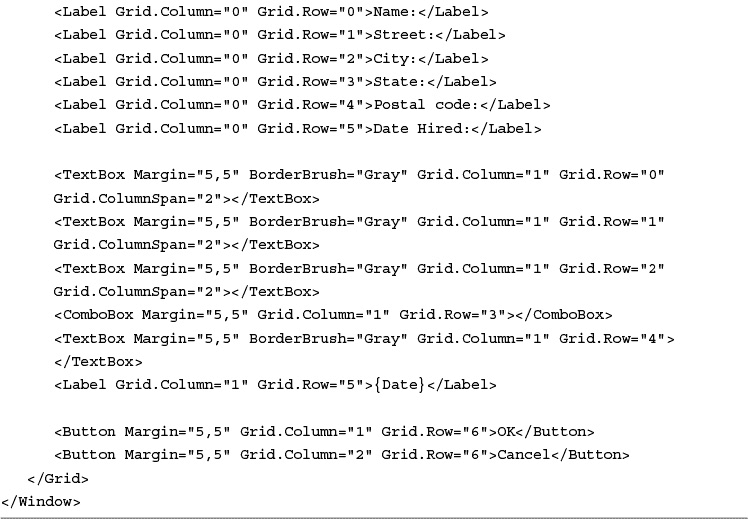 <Label Grid.Column="0" Grid.Row="0">Name:</Label>
<Label Grid.Column="0" Grid.Row="1">Street:</Label>
<Label Grid.Column="0" Grid.Row="2">City:</Label>
<Label Grid.Column="0" Grid.Row="3">State:</Label>
<Label Grid.Column="0" Grid.Row="4">Postal code:</Label>
<Label Grid.Column="0" Grid.Row="5">Date Hired:</Label>
<TextBox Margin="5,5" BorderBrush="Gray" Grid.Column="1" Grid.Row="0"
Grid.ColumnSpan="2"></TextBox>
<TextBox Margin="5,5" BorderBrush="Gray" Grid.Column="1" Grid.Row="1"
Grid.ColumnSpan="2"></TextBox>
<TextBox Margin="5,5" BorderBrush="Gray" Grid.Column="1" Grid.Row="2"
Grid.ColumnSpan="2"></TextBox>
<ComboBox Margin="5,5" Grid.Column="1" Grid.Row="3"></ComboBox>
<TextBox Margin="5,5" BorderBrush="Gray" Grid.Column="1" Grid.Row="4">
</TextBox>
<Label Grid.Column="1" Grid.Row="5">{Date}</Label>
<Button Margin="5,5" Grid.Column="1" Grid.Row="6">OK</Button>
<Button Margin="5,5" Grid.Column="2" Grid.Row="6">Cancel</Button>
</Grid>
</Window>